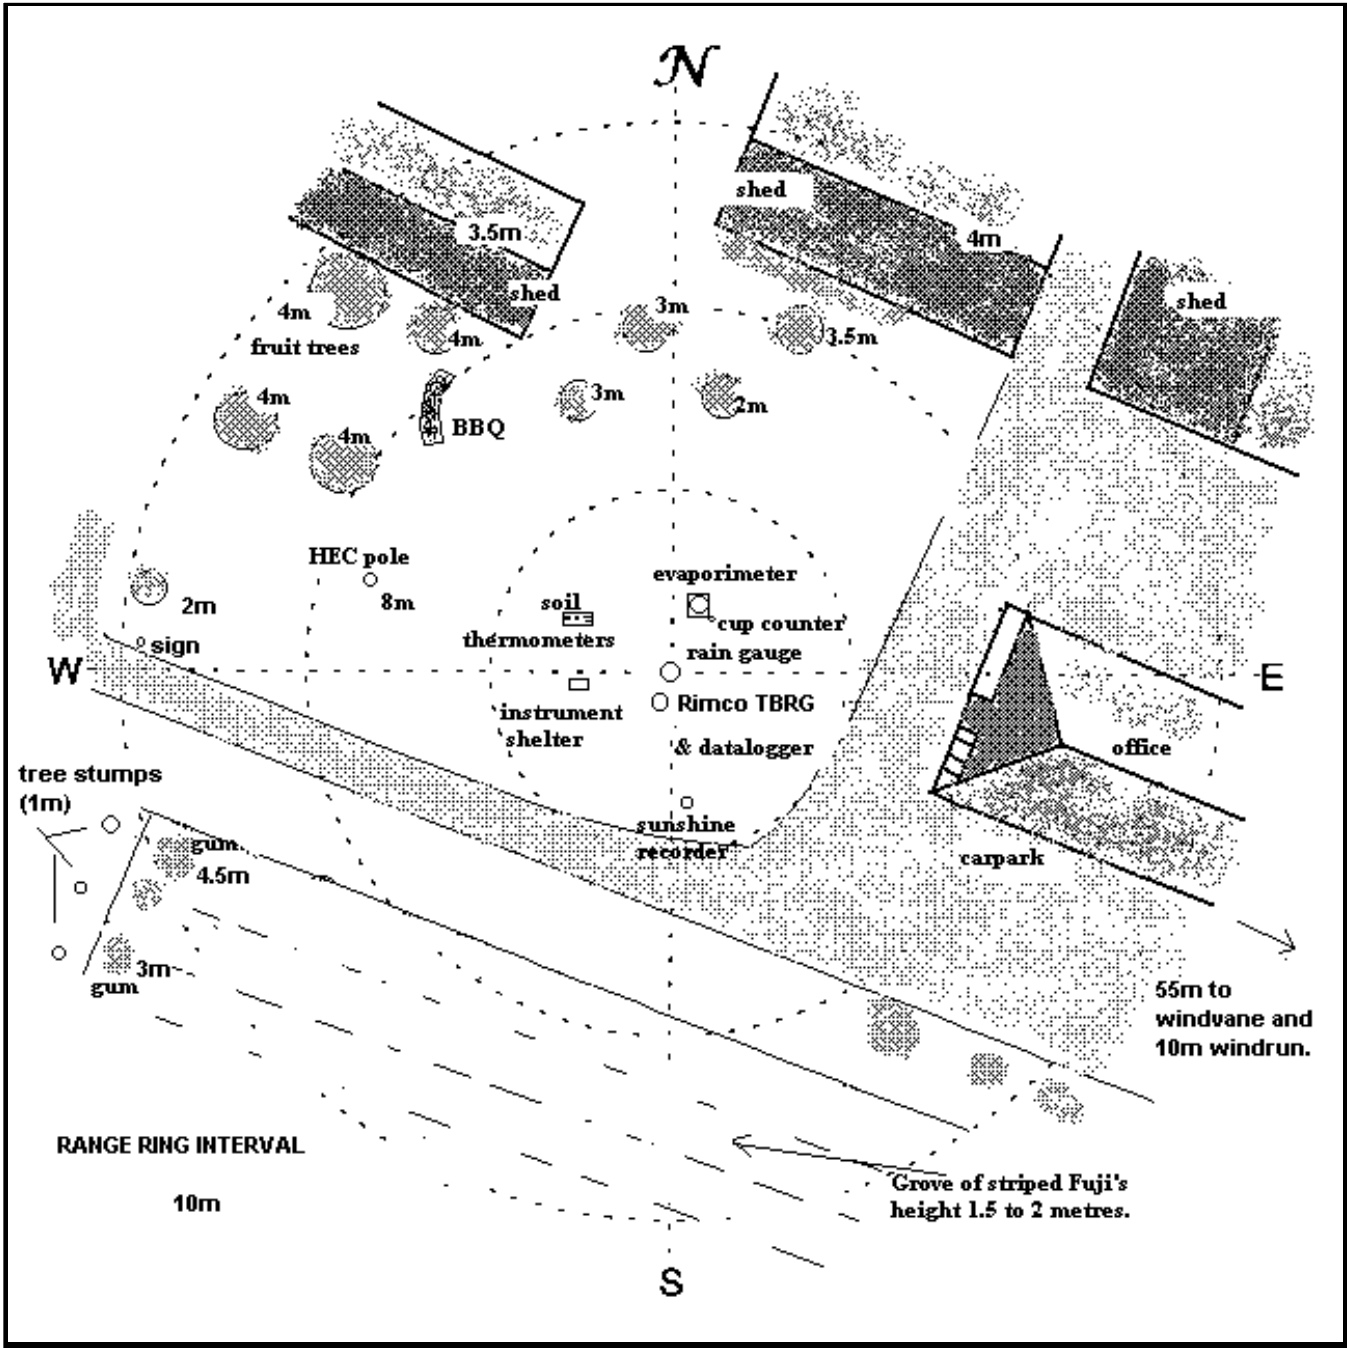 N
shed
4m
3.5m
shed
shed
4m
fruit trees
4m
3m
3.5m
4m
3m
2m
BBQ
4m
HEC pole
8m
evaporimeter
soil
thermometers
cup counter
2m
sign
rain gauge
W
E
Rimco TBRG
& datalogger
instrument
shelter
office
tree stumps
(1m)
sunshine
recorder
gum
4.5m
carpark
3m
gum
55m to
windvane and
10m windrun.
RANGE RING INTERVAL
10m
Grove of striped Fuji's
height 1.5 to 2 metres.
S